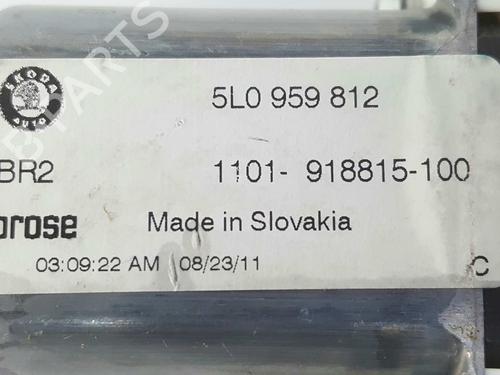 ŠKODA
AUTO
5L0 959 812
BR2 1101- 918815-100
orose Made in Slovakia
03:09:22 AM 08/23/11 C